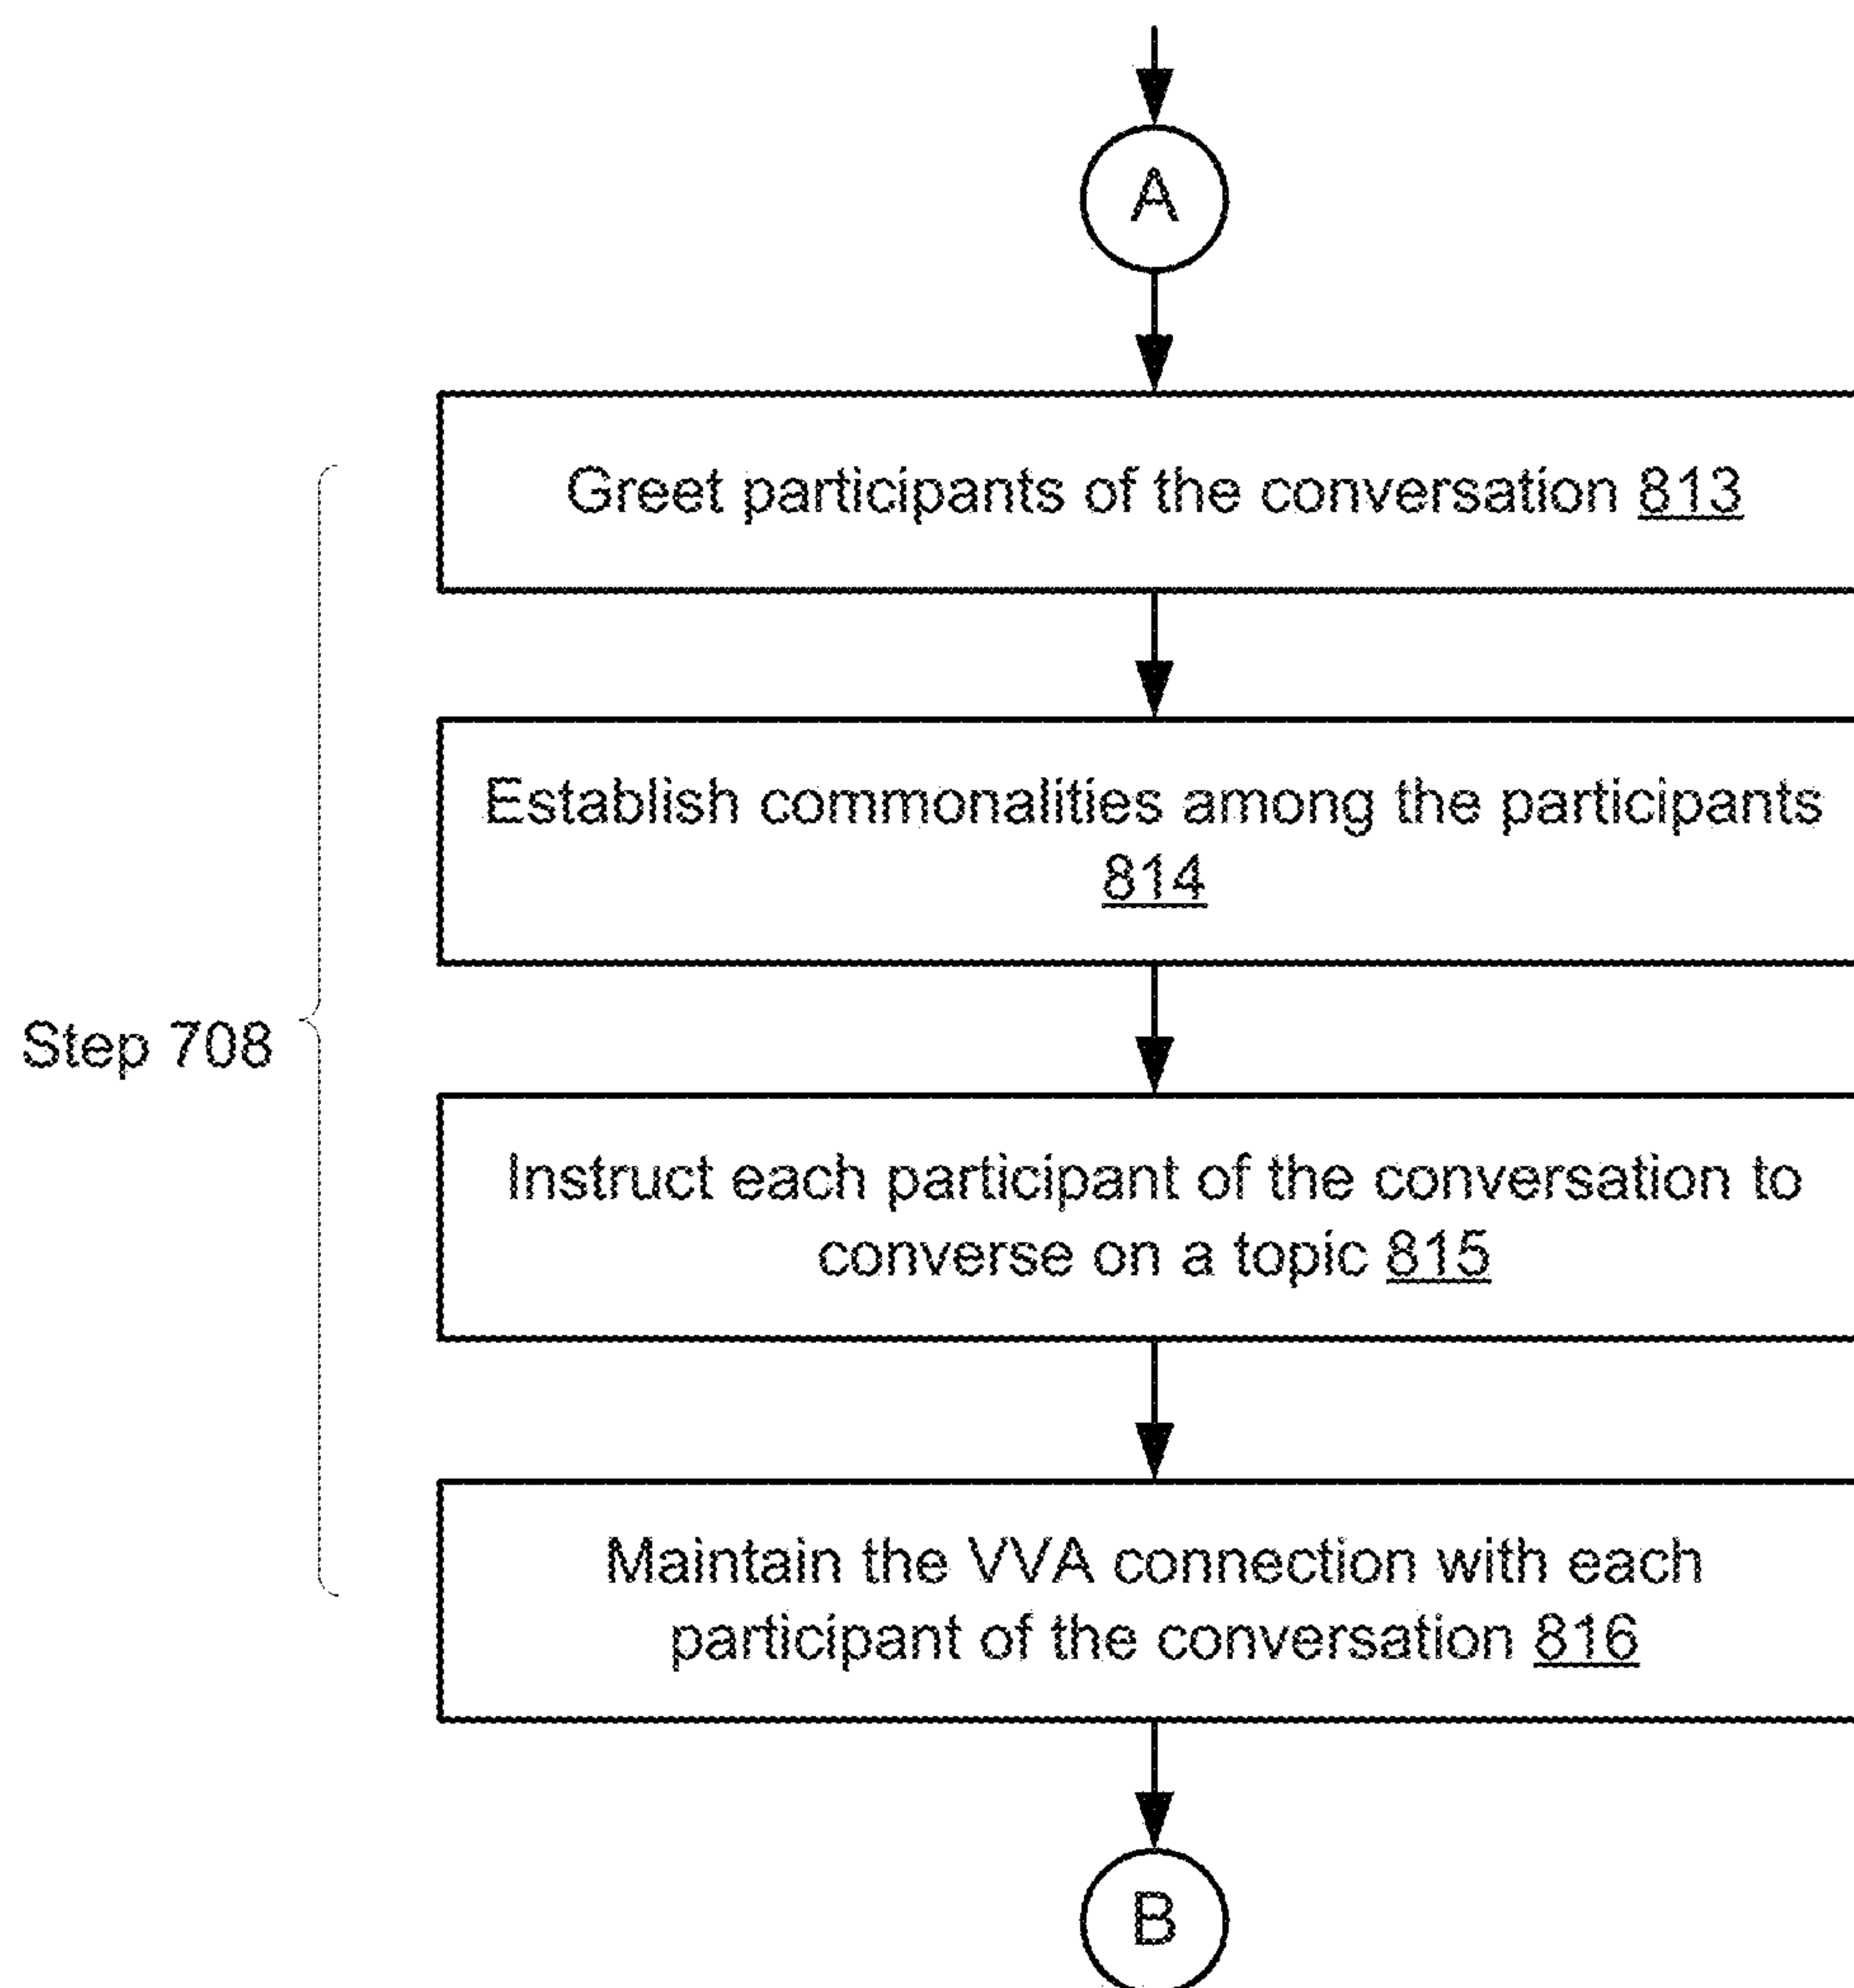 A
Greet participants of the conversation 813
Establish commonalities among the participants
814
Step 708
Instruct each participant of the conversation to
converse on a topic 815
Maintain the VVA connection with each
participant of the conversation 816
B